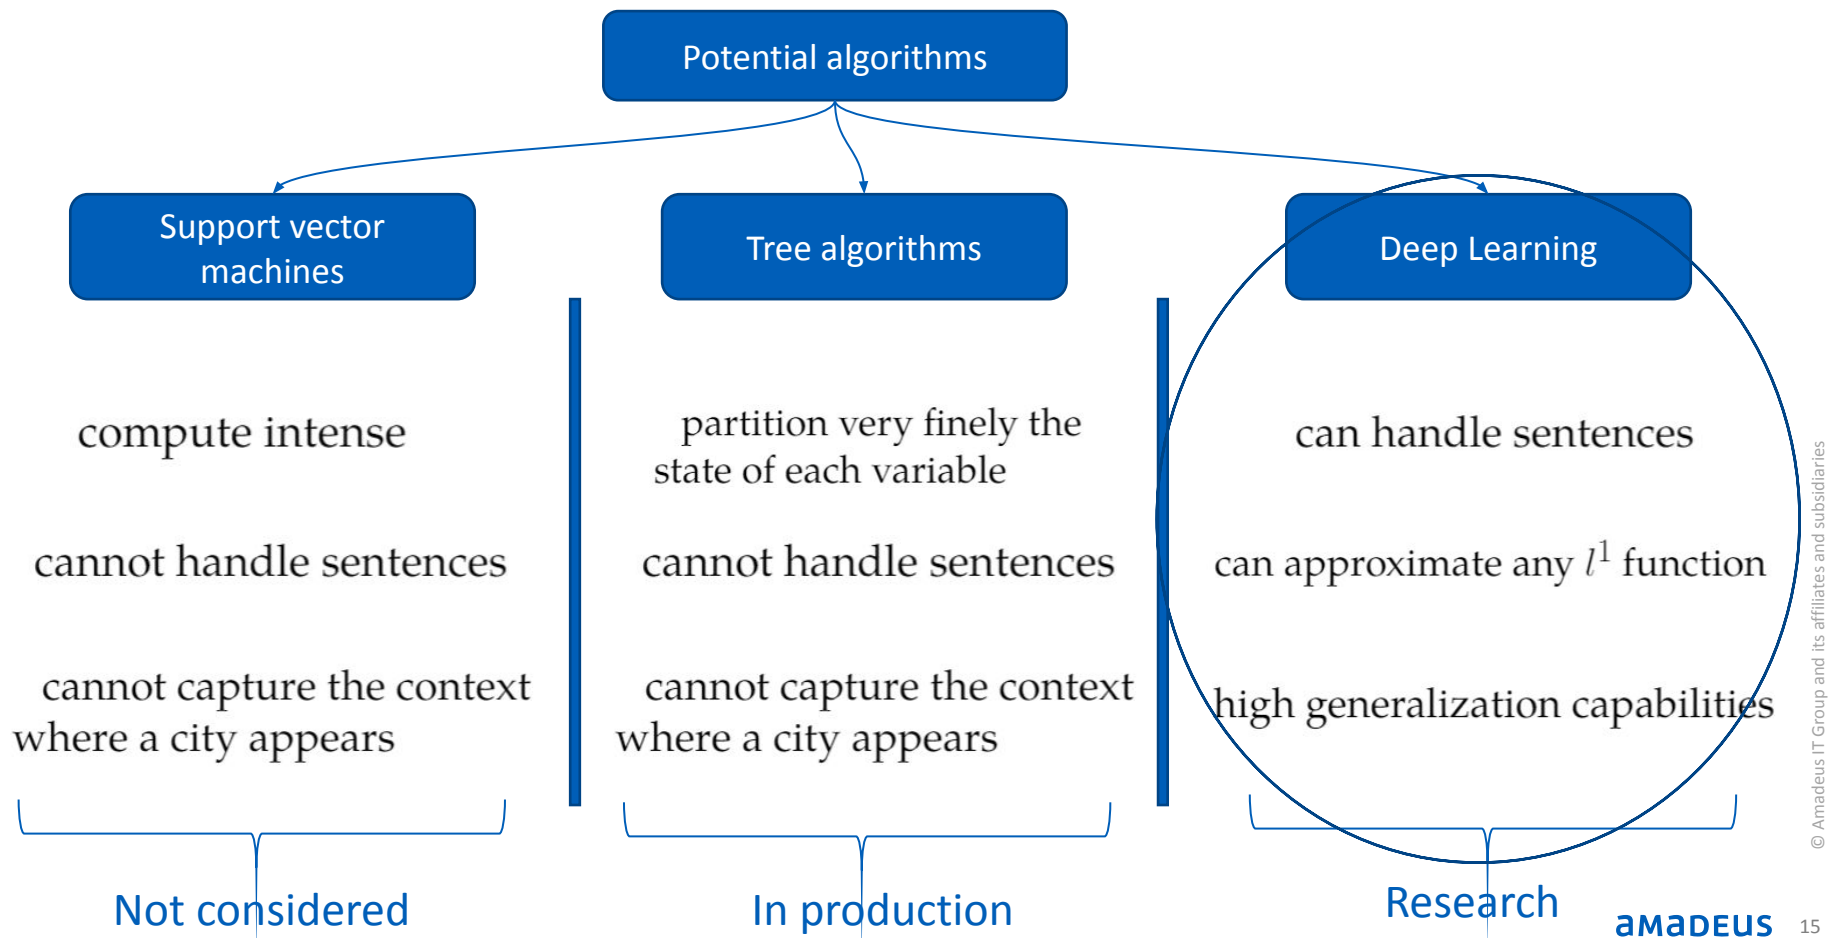 Potential algorithms
Support vector
machines
Tree algorithms
Deep Learning
compute intense
cannot handle sentences
cannot capture the context
where a city appears
partition very finely the
state of each variable
cannot handle sentences
cannot capture the context
where a city appears
can handle sentences
can approximate any l¹ function
high generalization capabilities
Not considered
In production
Research
© Amadeus IT Group and its affiliates and subsidiaries
aMaDEUS
15